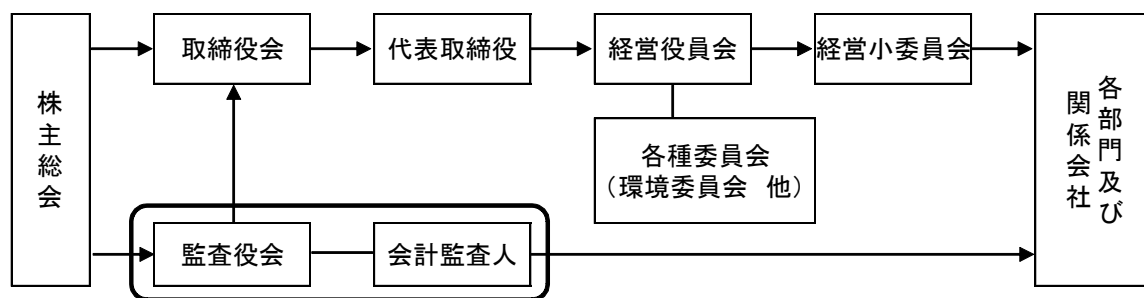 株主総会
取締役会
代表取締役
経営役員会
経営小委員会
各種委員会
(環境委員会 他)
監査役会
会計監査人
各部門及び
関係会社